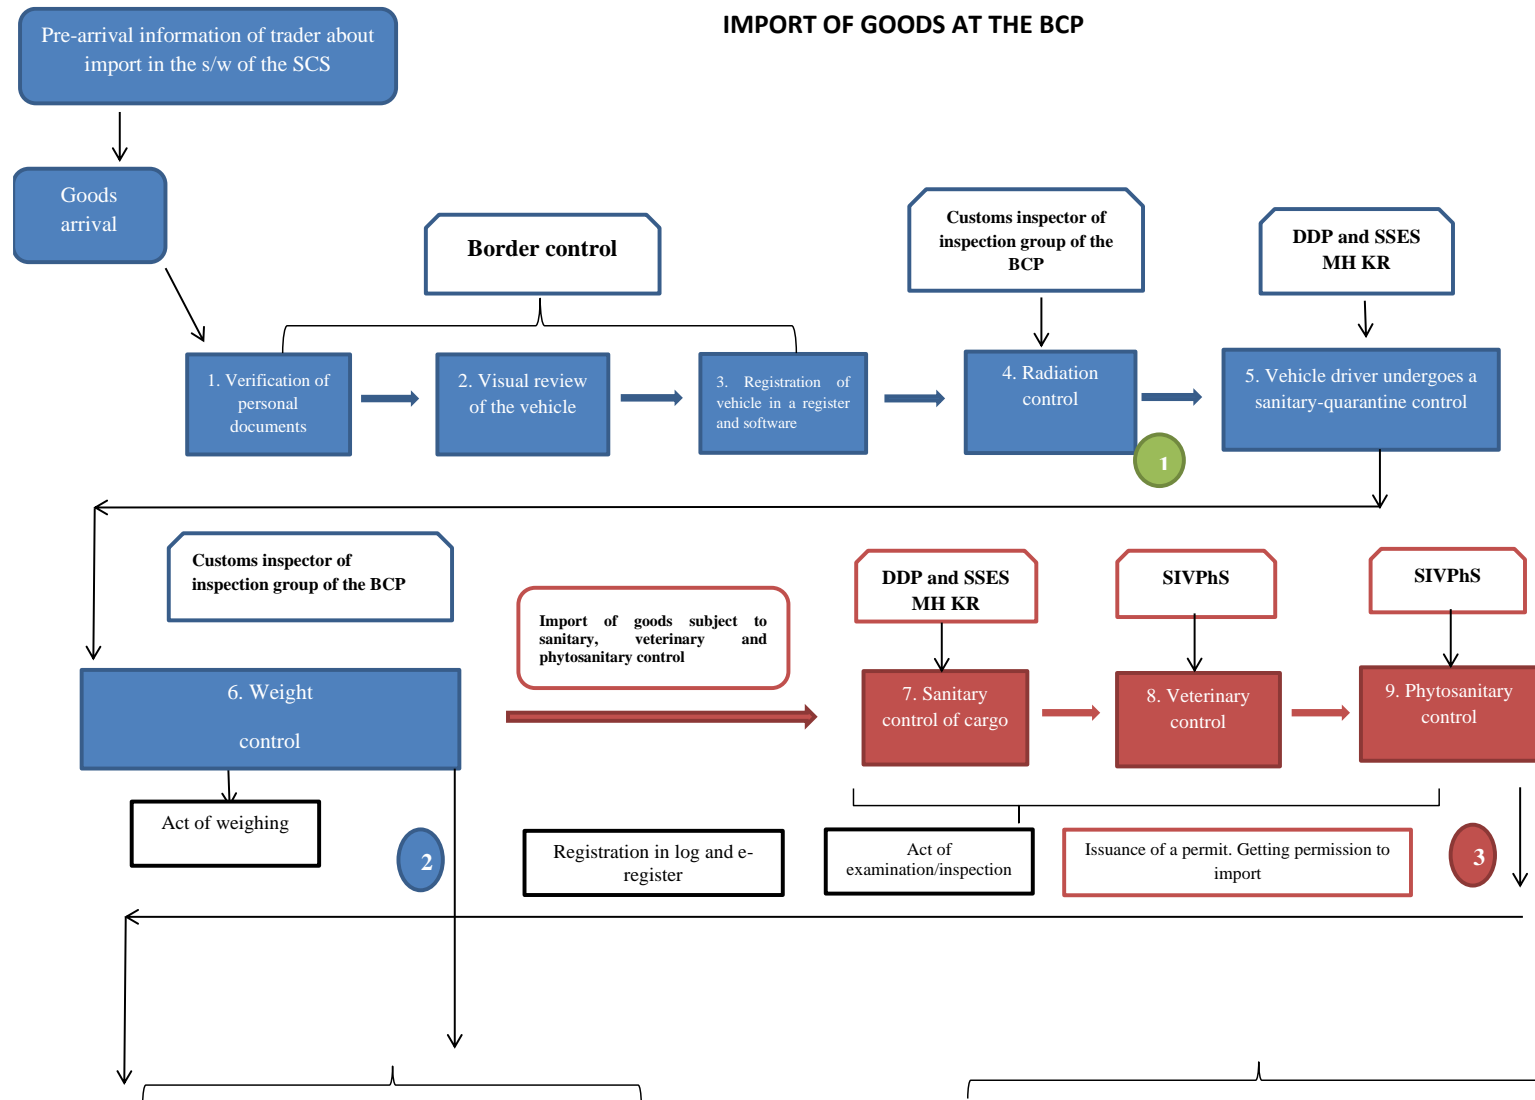 IMPORT OF GOODS AT THE BCP
Pre-arrival information of trader about
import in the s/w of the SCS
Goods
arrival
Border control
Customs inspector of
inspection group of the
BCP
DDP and SSES
MH KR
1. Verification of
personal
documents
2. Visual review
of the vehicle
3. Registration of
vehicle in a register
and software
4. Radiation
control
5. Vehicle driver undergoes a
sanitary-quarantine control
1
Customs inspector of
inspection group of the BCP
Import of goods subject to
sanitary, veterinary and
phytosanitary control
DDP and SSES
MH KR
SIVPhS
SIVPhS
6. Weight
control
7. Sanitary
control of cargo
8. Veterinary
control
9. Phytosanitary
control
Act of weighing
2
Registration in log and e-
register
Act of
examination/inspection
Issuance of a permit. Getting permission to
import
3